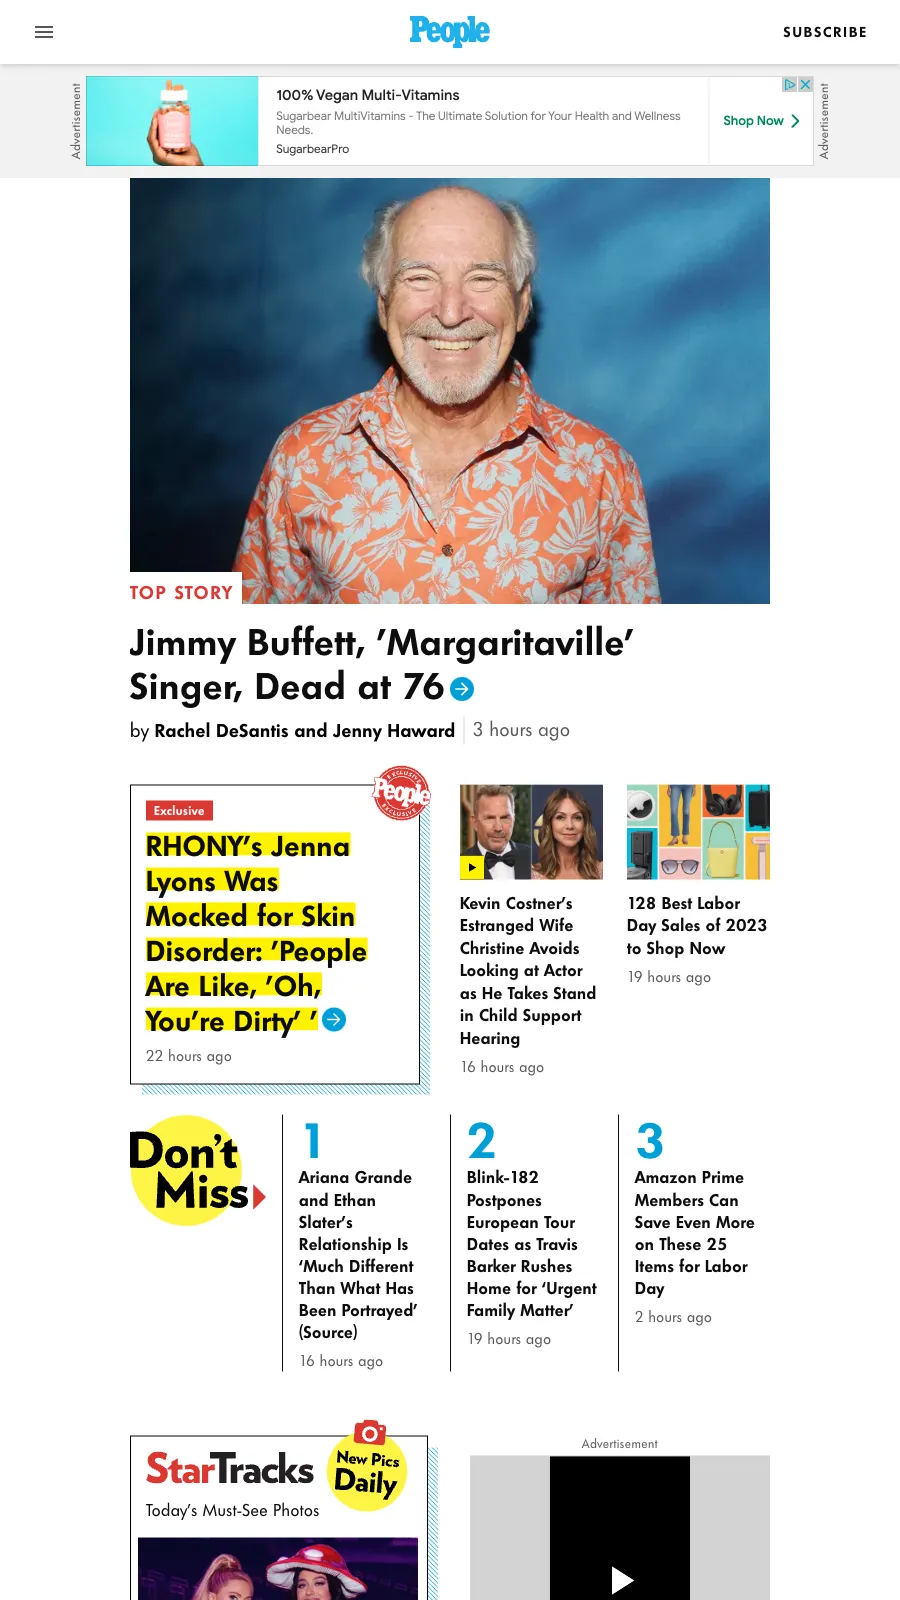 People
SUBSCRIBE
Advertisement
100% Vegan Multi-Vitamins
Sugarbear MultiVitamins - The Ultimate Solution for Your Health and Wellness
Needs.
SugarbearPro
Shop Now
Advertisement
TOP STORY
Jimmy Buffett, ’Margaritaville’
Singer, Dead at 76
by Rachel DeSantis and Jenny Haward
3 hours ago
EXCLUSIVE
People
EXCLUSIVE
Exclusive
RHONY’s Jenna
Lyons Was
Mocked for Skin
Disorder: ’People
Are Like, ’Oh,
You’re Dirty’ ’
22 hours ago
Kevin Costner’s
Estranged Wife
Christine Avoids
Looking at Actor
as He Takes Stand
in Child Support
Hearing
16 hours ago
128 Best Labor
Day Sales of 2023
to Shop Now
19 hours ago
Don’t
Miss
1
Ariana Grande
and Ethan
Slater’s
Relationship Is
‘Much Different
Than What Has
Been Portrayed’
(Source)
16 hours ago
2
Blink-182
Postpones
European Tour
Dates as Travis
Barker Rushes
Home for ‘Urgent
Family Matter’
19 hours ago
3
Amazon Prime
Members Can
Save Even More
on These 25
Items for Labor
Day
2 hours ago
StarTracks
New Pics
Daily
Today’s Must-See Photos
Advertisement